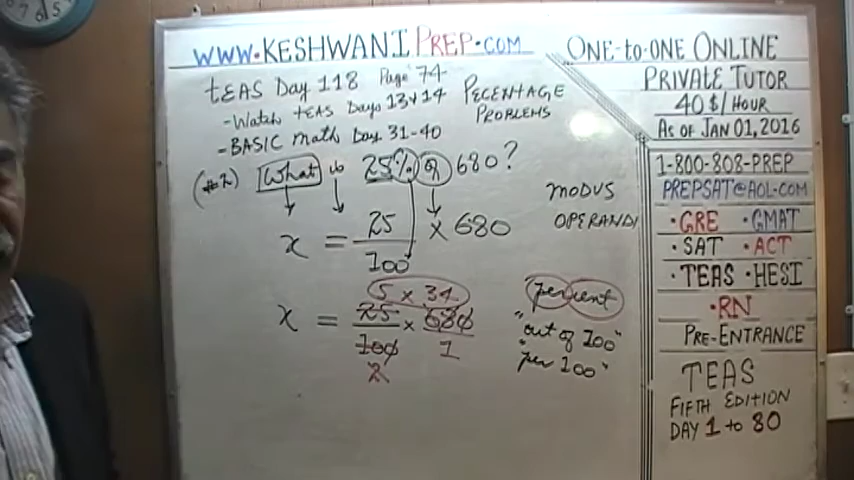 WWW.KESHWANIPREP.COM
TEAS Day 118 Page 74
-Watch TEAS Days 13+14
-BASIC math Day 31-40
PECENTAGE
PROBLEMS
(#2) What is 25% of 680?
x = 25/100 × 680
MODUS
OPERANDI
5 × 34
x = 25/100 × 680/1
2
"percent"
"out of 100"
"per 100"
ONE-to-ONE ONLINE
PRIVATE TUTOR
40$/HOUR
As of JAN 01, 2016
1-800-808-PREP
PREPSAT@AOL.COM
•GRE •GMAT
•SAT •ACT
•TEAS •HESI
•RN
PRE-ENTRANCE
TEAS
FIFTH EDITION
DAY 1 to 80